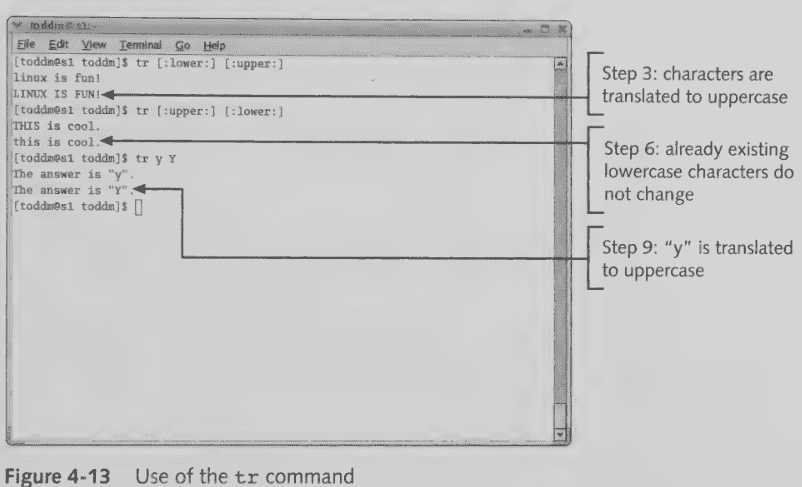 toddm@s1:~
File Edit View Terminal Go Help
[toddm@s1 toddm]$ tr [:lower:] [:upper:]
linux is fun!
LINUX IS FUN!
[toddm@s1 toddm]$ tr [:upper:] [:lower:]
THIS is cool.
this is cool.
[toddm@s1 toddm]$ tr y Y
The answer is "y".
The answer is "Y".
[toddm@s1 toddm]$
Step 3: characters are
translated to uppercase
Step 6: already existing
lowercase characters do
not change
Step 9: "y" is translated
to uppercase
Figure 4-13 Use of the tr command